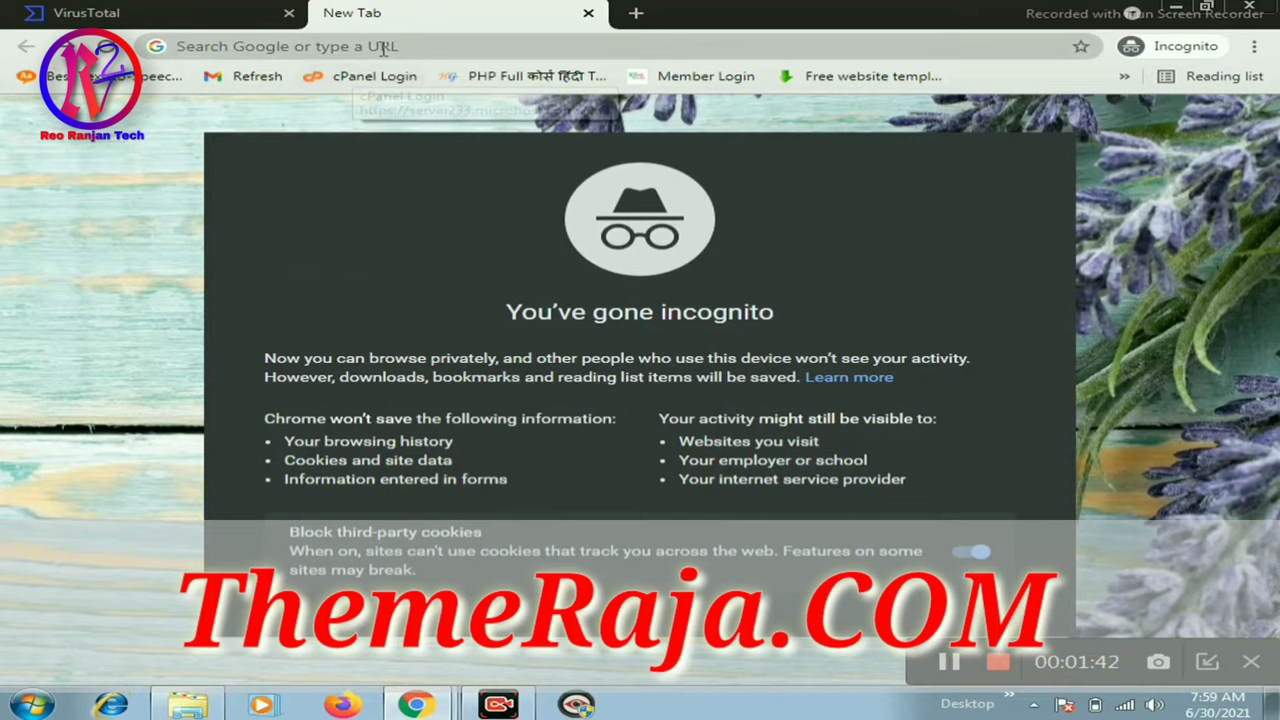 VirusTotal
New Tab
Recorded with iTun Screen Recorder
Search Google or type a URL
Incognito
Refresh
cPanel Login
PHP Full कोर्स हिंदी T...
Member Login
Free website templ...
»
Reading list
cPanel Login
Reo Ranjan Tech
You've gone incognito
Now you can browse privately, and other people who use this device won't see your activity.
However, downloads, bookmarks and reading list items will be saved. Learn more
Chrome won't save the following information:
• Your browsing history
• Cookies and site data
• Information entered in forms
Your activity might still be visible to:
• Websites you visit
• Your employer or school
• Your internet service provider
Block third-party cookies
When on, sites can't use cookies that track you across the web. Features on some
sites may break.
ThemeRaja.COM
00:01:42
Desktop
»
7:59 AM
6/30/2021